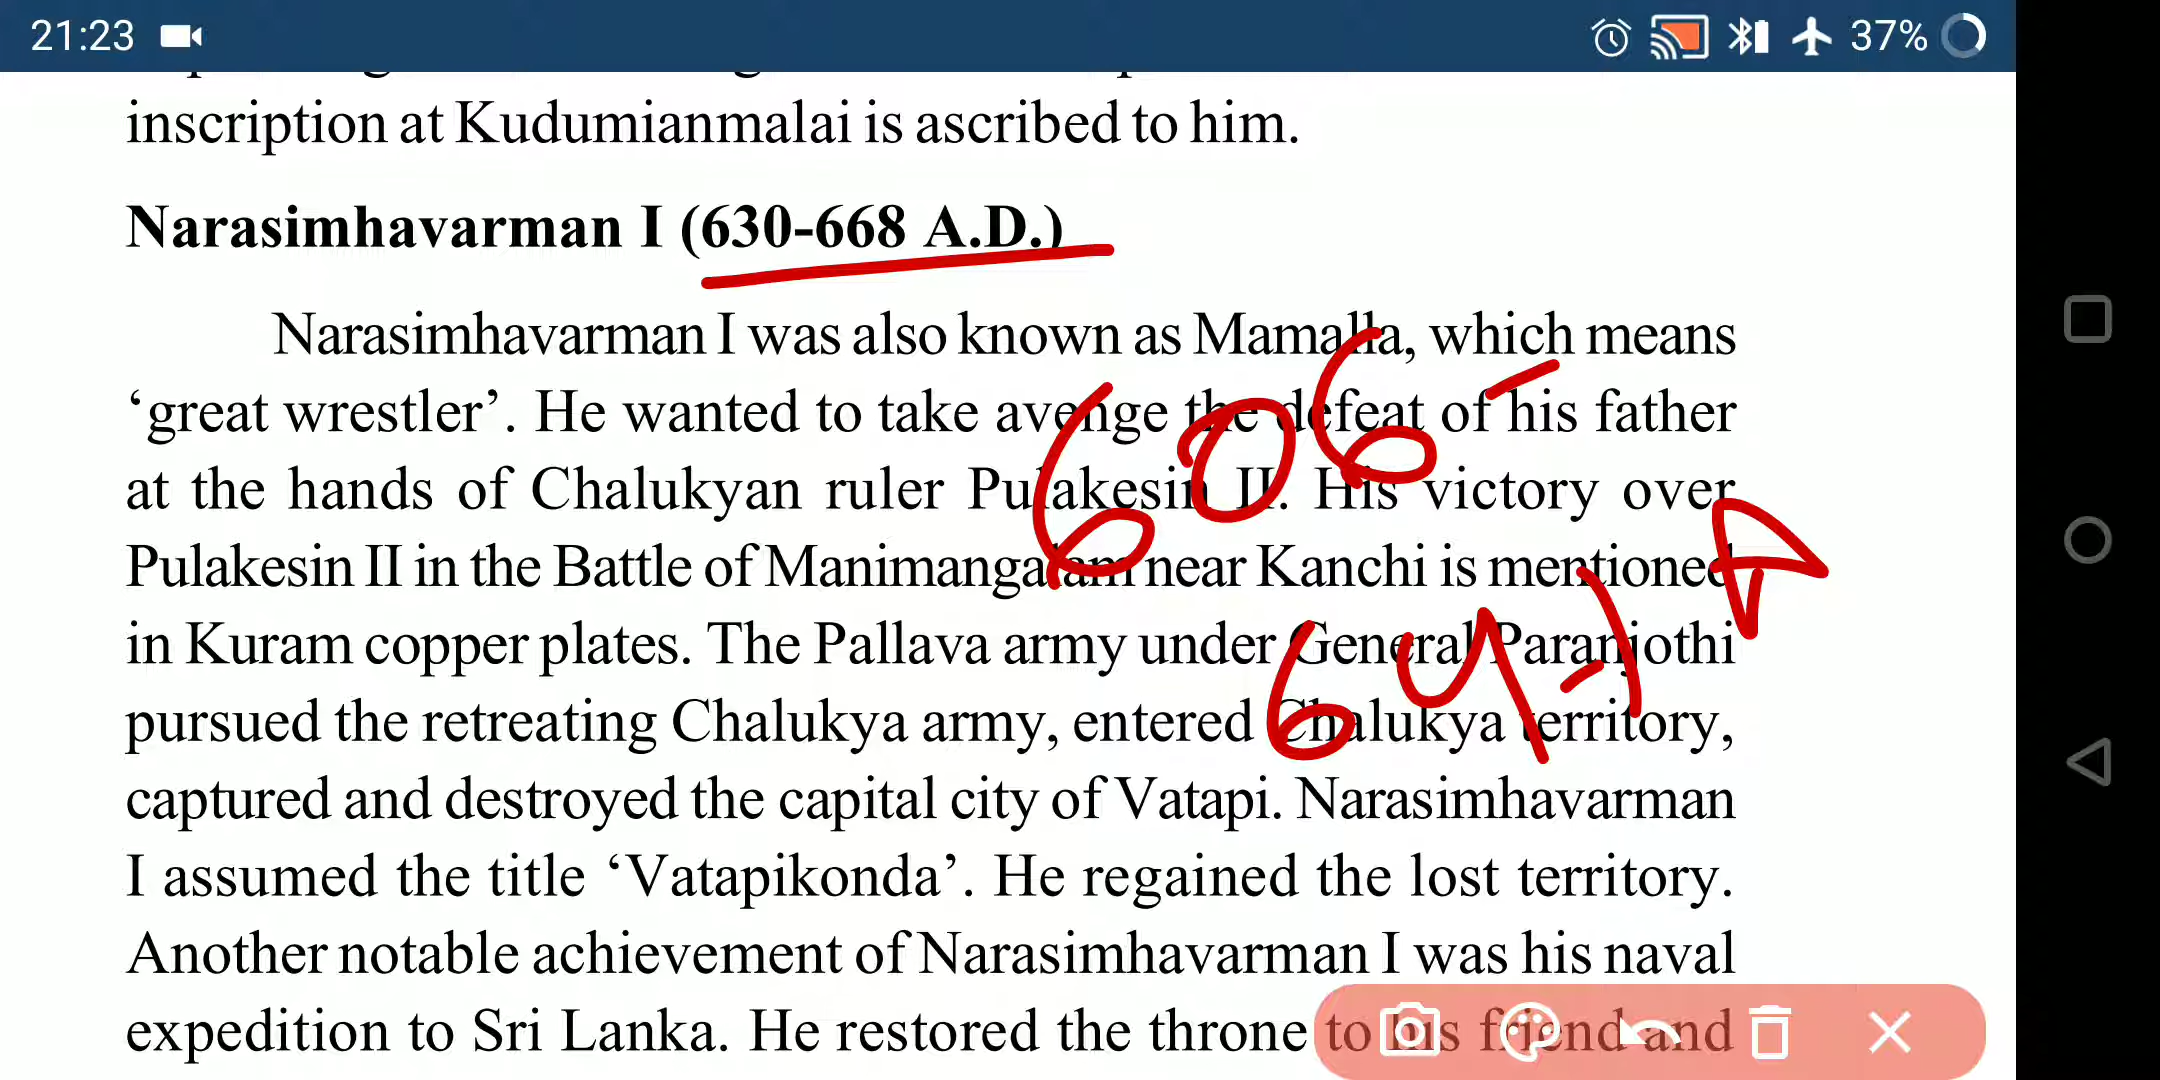 21:23 37%
inscription at Kudumianmalai is ascribed to him.
Narasimhavarman I (630-668 A.D.)
Narasimhavarman I was also known as Mamalla, which means
‘great wrestler’. He wanted to take avenge the defeat of his father
at the hands of Chalukyan ruler Pulakesin II. His victory over
Pulakesin II in the Battle of Manimangalam near Kanchi is mentioned
in Kuram copper plates. The Pallava army under General Paranjothi
pursued the retreating Chalukya army, entered Chalukya territory,
captured and destroyed the capital city of Vatapi. Narasimhavarman
I assumed the title ‘Vatapikonda’. He regained the lost territory.
Another notable achievement of Narasimhavarman I was his naval
expedition to Sri Lanka. He restored the throne to his friend and
606-
64